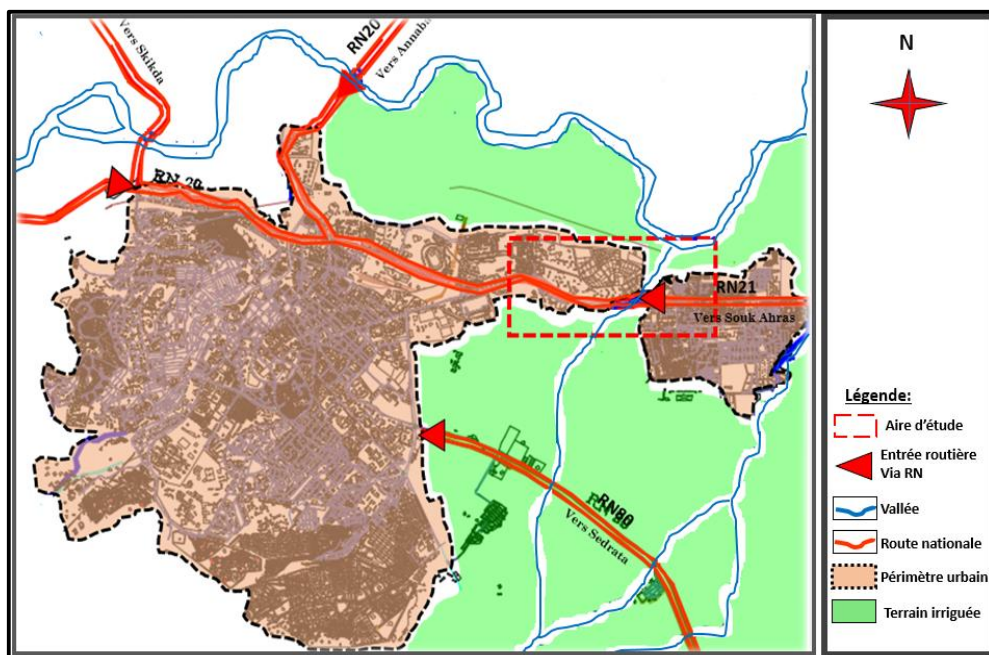 Vers Skikda
RN20
Vers Annaba
RN 20
RN21
Vers Souk Ahras
RN80
Vers Sedrata
N
Légende:
Aire d'étude
Entrée routière
Via RN
Vallée
Route nationale
Périmètre urbain
Terrain irriguée